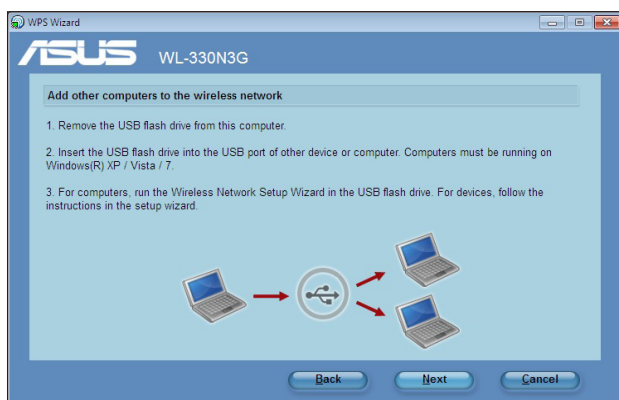 WPS Wizard
ASUS WL-330N3G
Add other computers to the wireless network
1. Remove the USB flash drive from this computer.
2. Insert the USB flash drive into the USB port of other device or computer. Computers must be running on
Windows(R) XP / Vista / 7.
3. For computers, run the Wireless Network Setup Wizard in the USB flash drive. For devices, follow the
instructions in the setup wizard.
Back Next Cancel